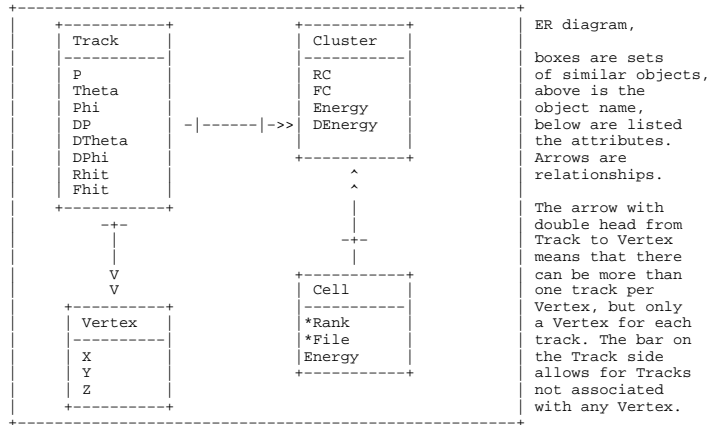 ER diagram,
Track
Cluster
boxes are sets
P
RC
of similar objects,
Theta
FC
above is the
Phi
Energy
object name,
DP
DEnergy
below are listed
DTheta
the attributes.
DPhi
Arrows are
Rhit
relationships.
Fhit
The arrow with
double head from
Track to Vertex
means that there
can be more than
Cell
one track per
Vertex, but only
Vertex
*Rank
a Vertex for each
*File
track. The bar on
X
Energy
the Track side
Y
allows for Tracks
Z
not associated
with any Vertex.